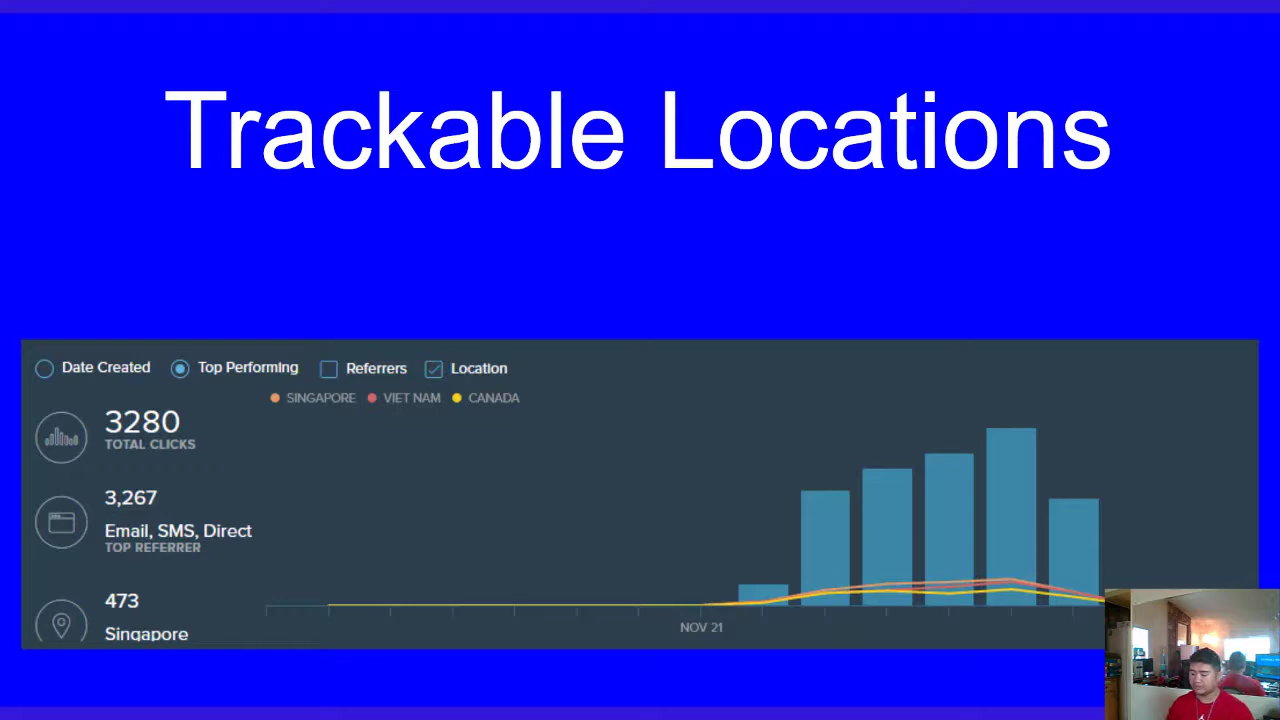 Trackable Locations
Date Created Top Performing Referrers Location
SINGAPORE VIET NAM CANADA
3280
TOTAL CLICKS
3,267
Email, SMS, Direct
TOP REFERRER
473
Singapore
NOV 21